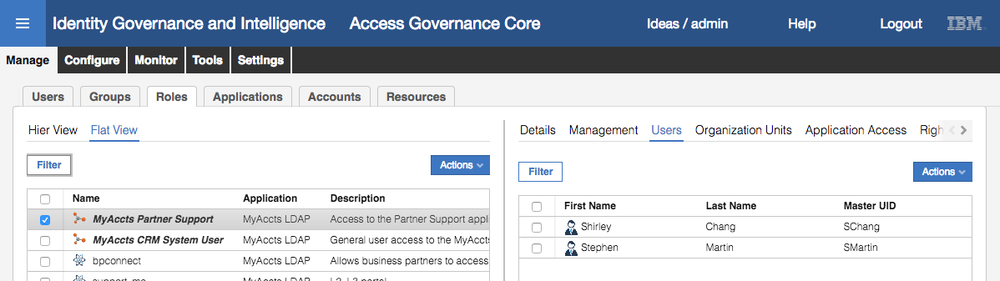 Identity Governance and Intelligence Access Governance Core Ideas / admin Help Logout IBM
Manage Configure Monitor Tools Settings
Users Groups Roles Applications Accounts Resources
Hier View Flat View
Filter Actions
Name Application Description
MyAccts Partner Support MyAccts LDAP Access to the Partner Support appli
MyAccts CRM System User MyAccts LDAP General user access to the MyAccts
bpconnect MyAccts LDAP Allows business partners to access
MyAccts LDAP
Details Management Users Organization Units Application Access Righ
Filter Actions
First Name Last Name Master UID
Shirley Chang SChang
Stephen Martin SMartin